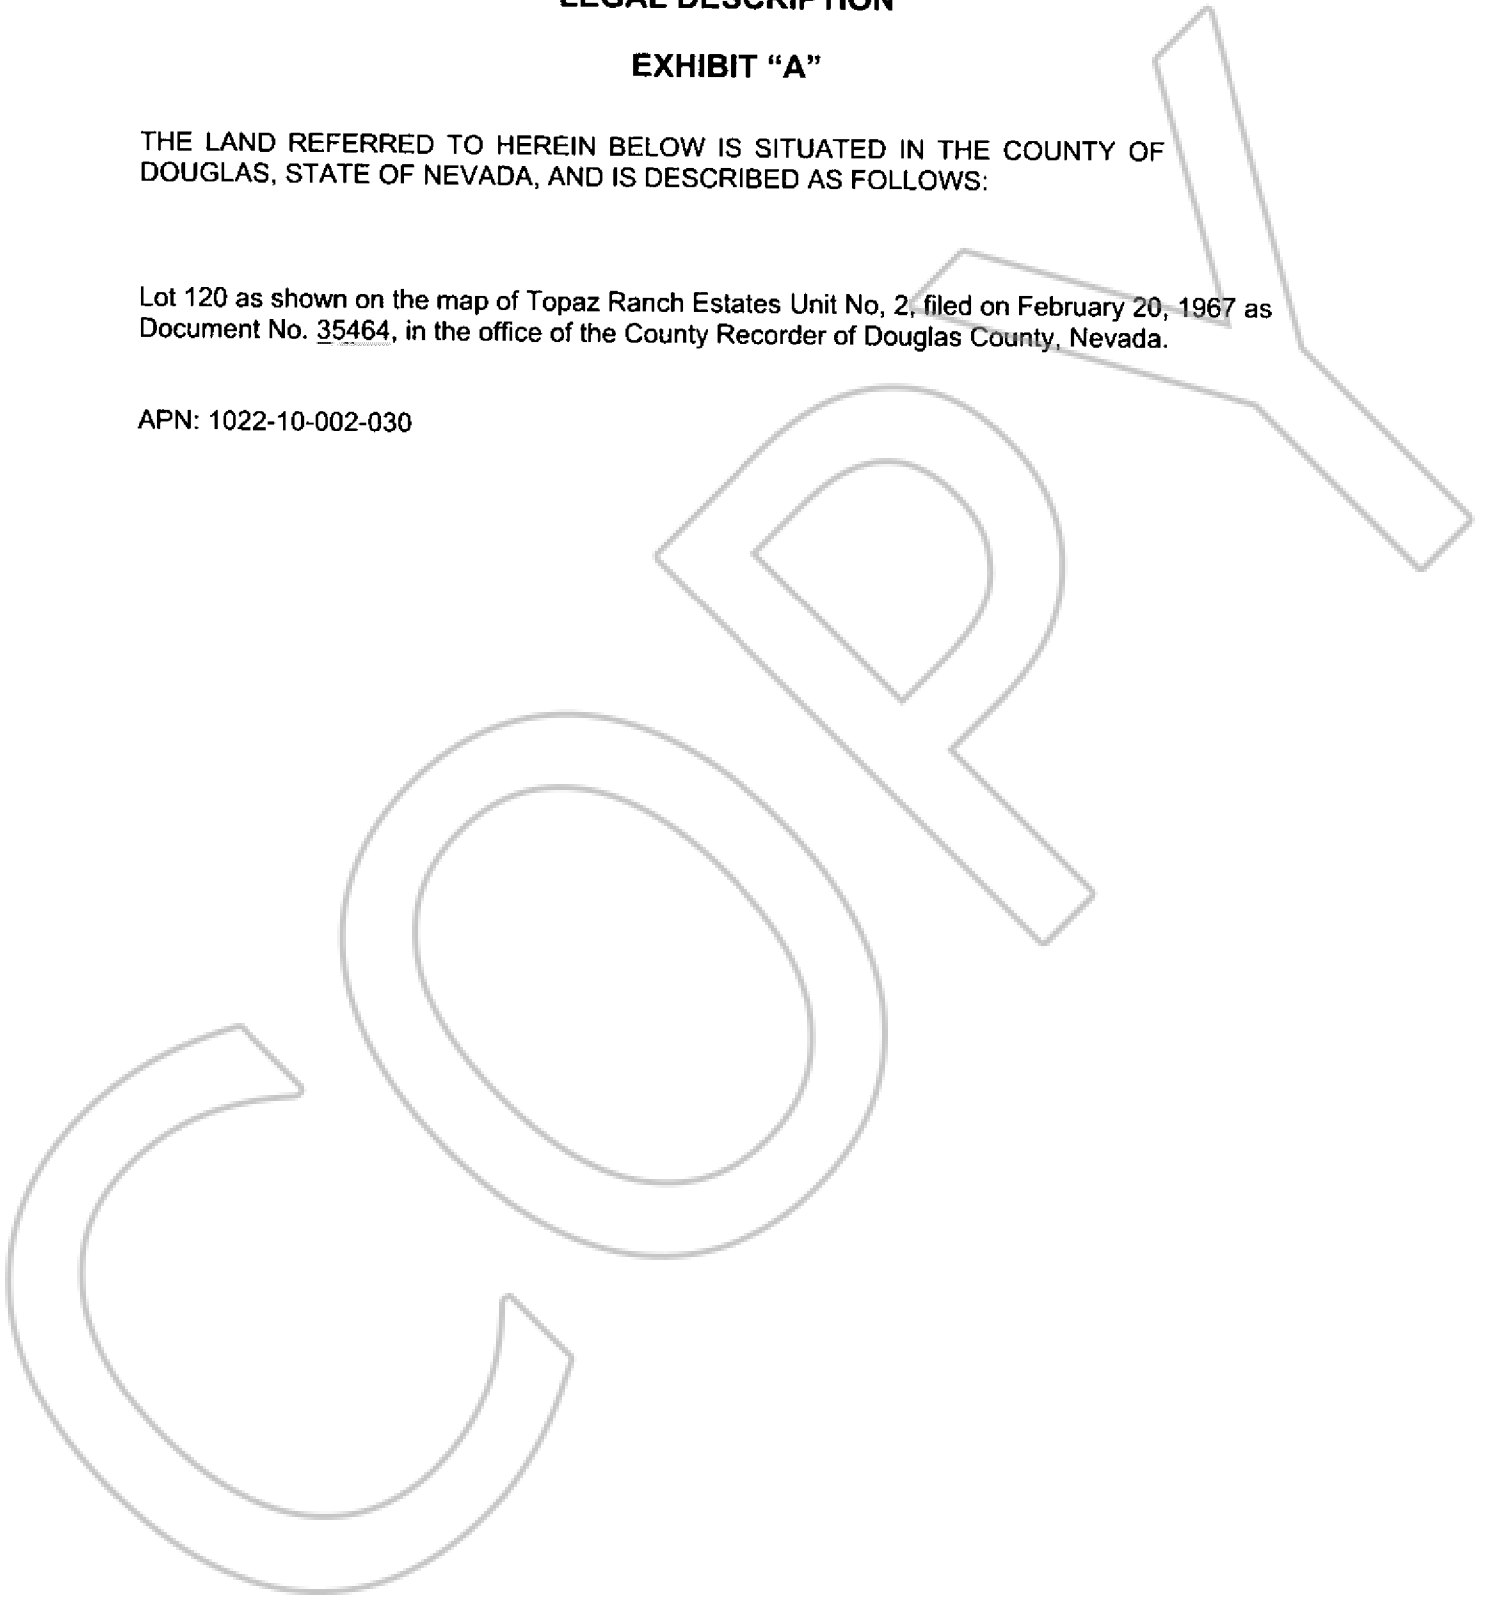 LEGAL DESCRIPTION
EXHIBIT “A”
THE LAND REFERRED TO HEREIN BELOW IS SITUATED IN THE COUNTY OF
DOUGLAS, STATE OF NEVADA, AND IS DESCRIBED AS FOLLOWS:
Lot 120 as shown on the map of Topaz Ranch Estates Unit No, 2, filed on February 20, 1967 as
Document No. 35464, in the office of the County Recorder of Douglas County, Nevada.
APN: 1022-10-002-030
COPY